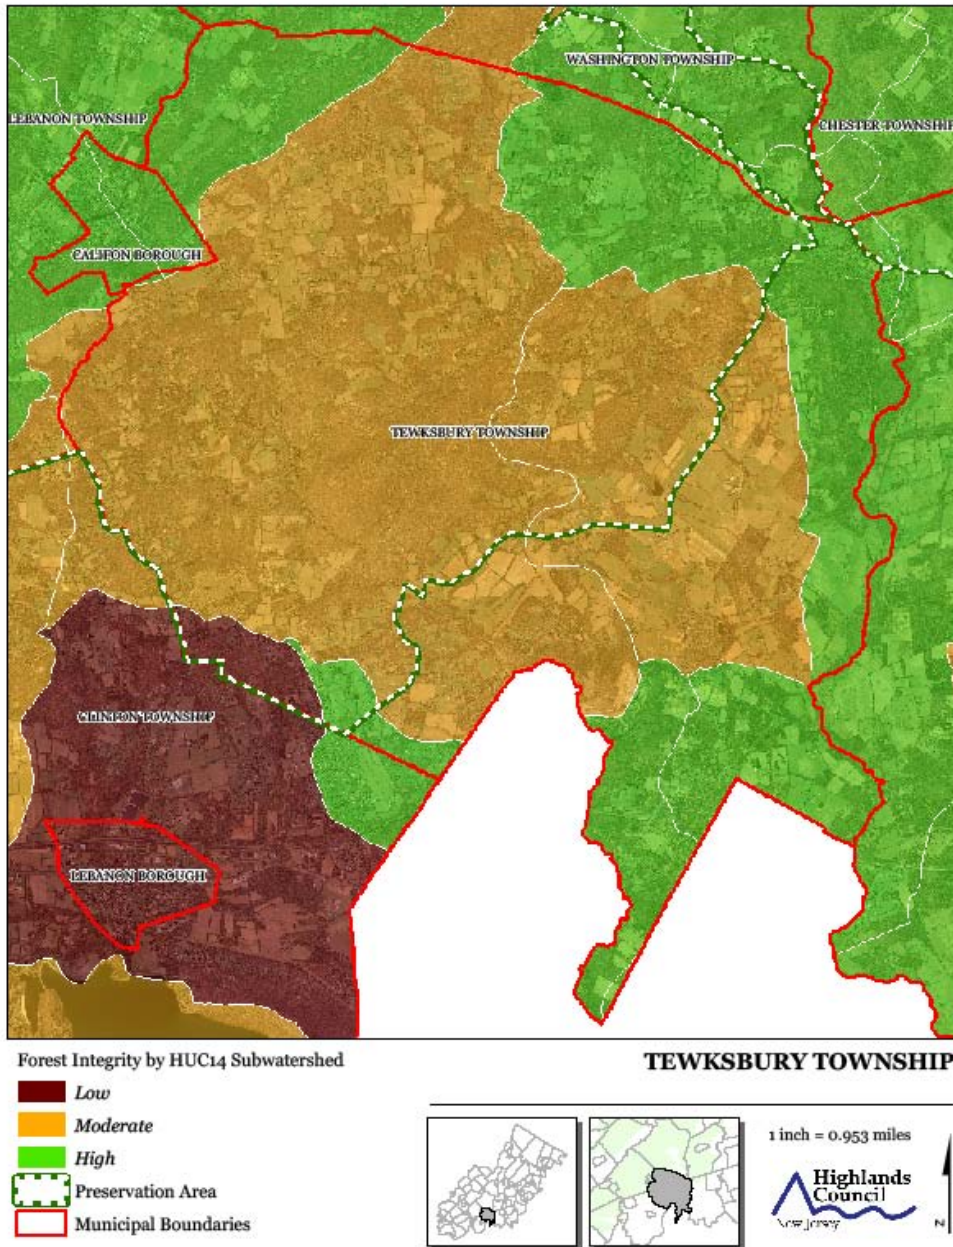 WASHINGTON TOWNSHIP
LEBANON TOWNSHIP
CHESTER TOWNSHIP
CALIFON BOROUGH
TEWKSBURY TOWNSHIP
CLINTON TOWNSHIP
LEBANON BOROUGH
Forest Integrity by HUC14 Subwatershed
Low
Moderate
High
Preservation Area
Municipal Boundaries
TEWKSBURY TOWNSHIP
1 inch = 0.953 miles
Highlands
Council
New Jersey
N